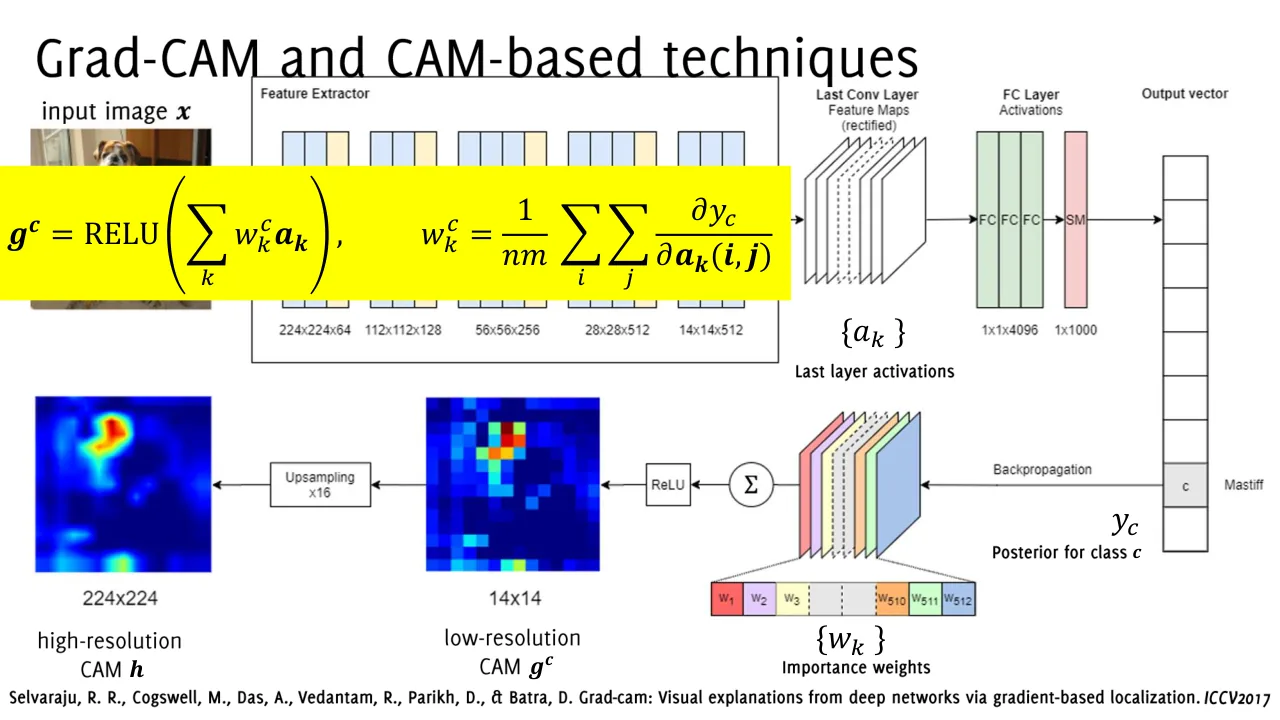 Grad-CAM and CAM-based techniques
input image x
Feature Extractor
Last Conv Layer
Feature Maps
(rectified)
FC Layer
Activations
Output vector
g^c = RELU(∑_k w_k^c a_k), w_k^c = 1/nm ∑_i ∑_j ∂y_c/∂a_k(i,j)
FC FC FC SM
224x224x64 112x112x128 56x56x256 28x28x512 14x14x512
{a_k }
1x1x4096 1x1000
Last layer activations
Upsampling
x16
ReLU
Σ
Backpropagation
c
Mastiff
y_c
Posterior for class c
w1 w2 w3 w510 w511 w512
224x224
14x14
{w_k }
Importance weights
high-resolution
CAM h
low-resolution
CAM g^c
Selvaraju, R. R., Cogswell, M., Das, A., Vedantam, R., Parikh, D., & Batra, D. Grad-cam: Visual explanations from deep networks via gradient-based localization. ICCV2017